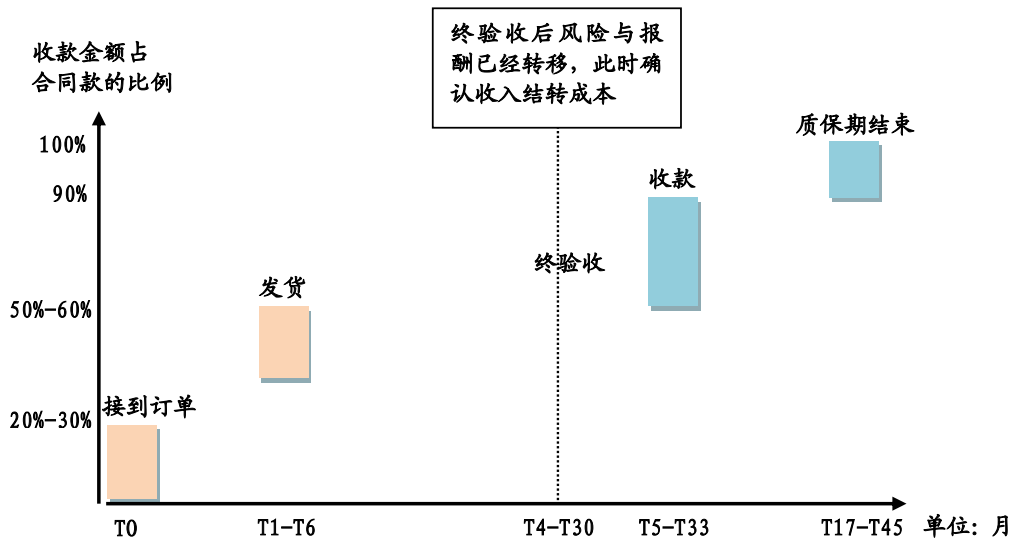 终验收后风险与报
酬已经转移，此时确
认收入结转成本
收款金额占
合同款的比例
100%
90%
50%-60%
20%-30%
质保期结束
收款
终验收
发货
接到订单
T0
T1-T6
T4-T30
T5-T33
T17-T45
单位：月